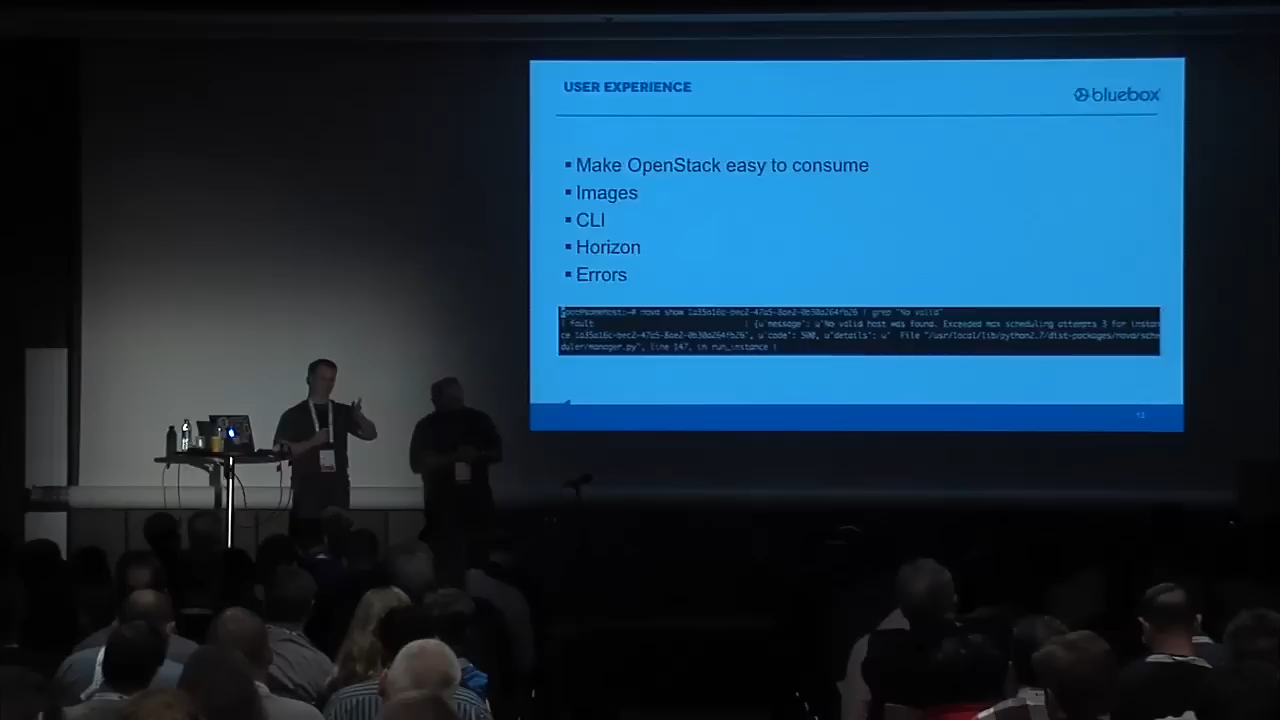 USER EXPERIENCE
bluebox
▪ Make OpenStack easy to consume
▪ Images
▪ CLI
▪ Horizon
▪ Errors
nova show | grep "No valid"
| fault | {u'message': u'No valid host was found. Exceeded max scheduling attempts 3 for instan
u'code': 500, u'details': u' File "/usr/local/lib/python2.7/dist-packages/nova/sche
duler/manager.py", line 147, in run_instance |